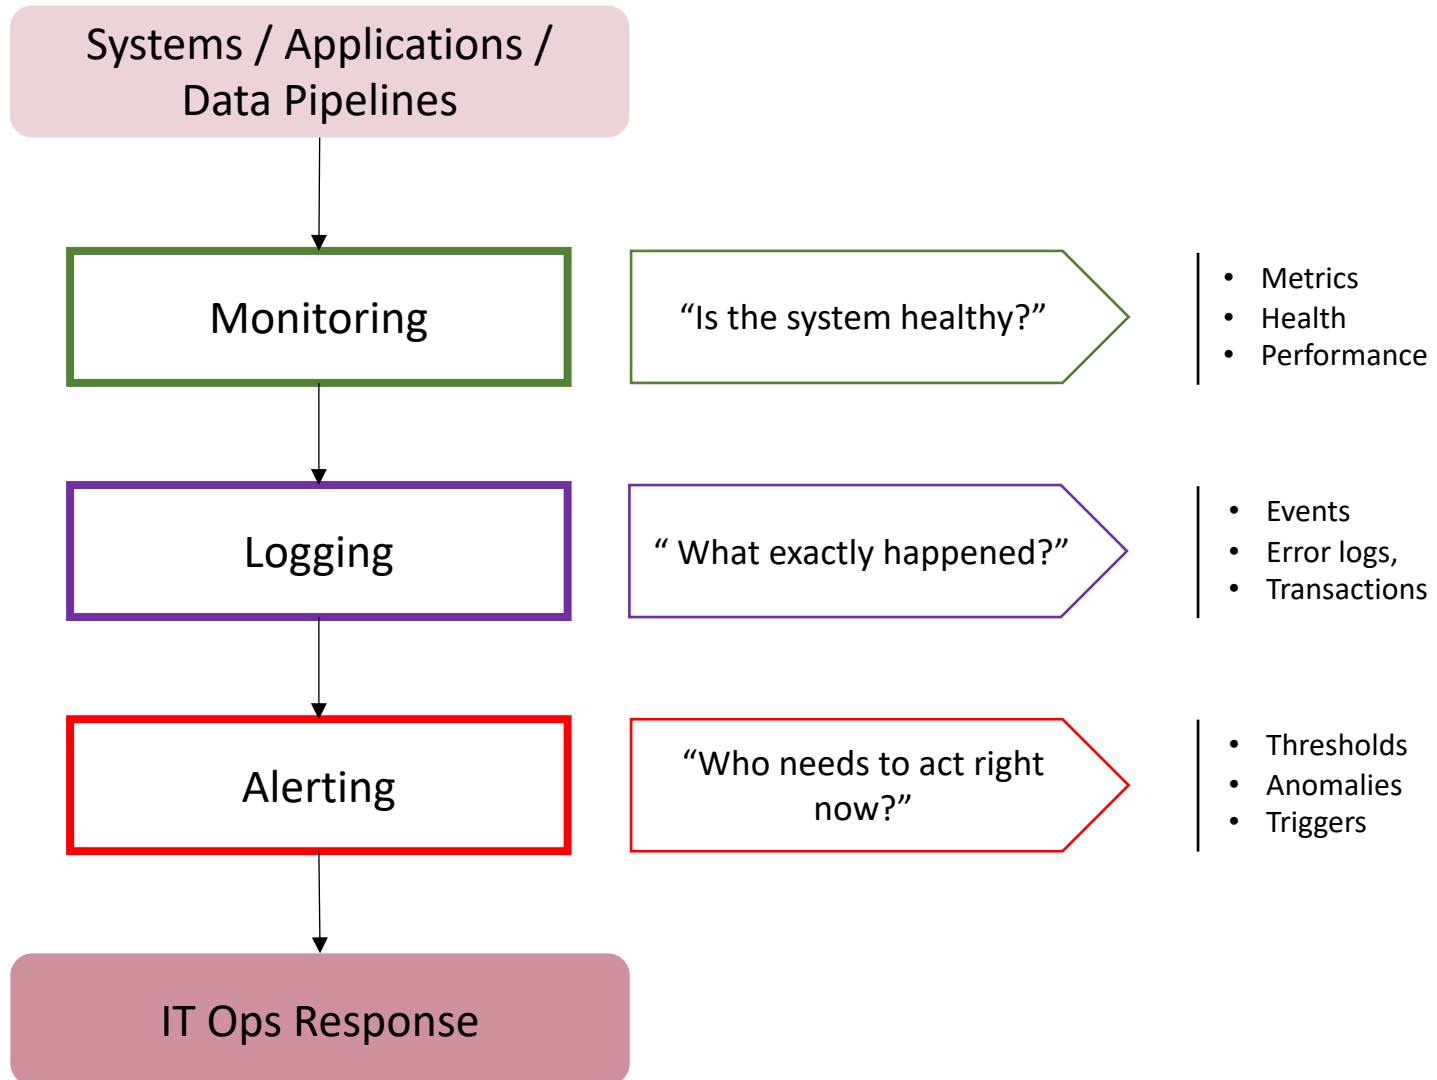 Systems / Applications /
Data Pipelines
Monitoring
“Is the system healthy?”
• Metrics
• Health
• Performance
Logging
“ What exactly happened?”
• Events
• Error logs,
• Transactions
Alerting
“Who needs to act right
now?”
• Thresholds
• Anomalies
• Triggers
IT Ops Response